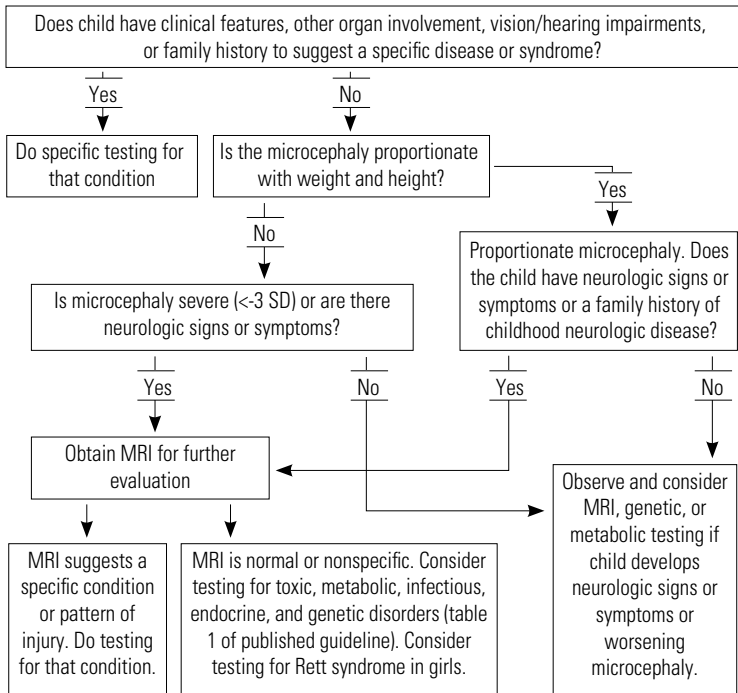 Does child have clinical features, other organ involvement, vision/hearing impairments,
or family history to suggest a specific disease or syndrome?
Yes
No
Do specific testing for
that condition
Is the microcephaly proportionate
with weight and height?
Yes
No
Proportionate microcephaly. Does
the child have neurologic signs or
symptoms or a family history of
childhood neurologic disease?
Is microcephaly severe (<-3 SD) or are there
neurologic signs or symptoms?
Yes
No
Yes
No
Obtain MRI for further
evaluation
Observe and consider
MRI, genetic, or
metabolic testing if
child develops
neurologic signs or
symptoms or
worsening
microcephaly.
MRI suggests a
specific condition
or pattern of
injury. Do testing
for that condition.
MRI is normal or nonspecific. Consider
testing for toxic, metabolic, infectious,
endocrine, and genetic disorders (table
1 of published guideline). Consider
testing for Rett syndrome in girls.